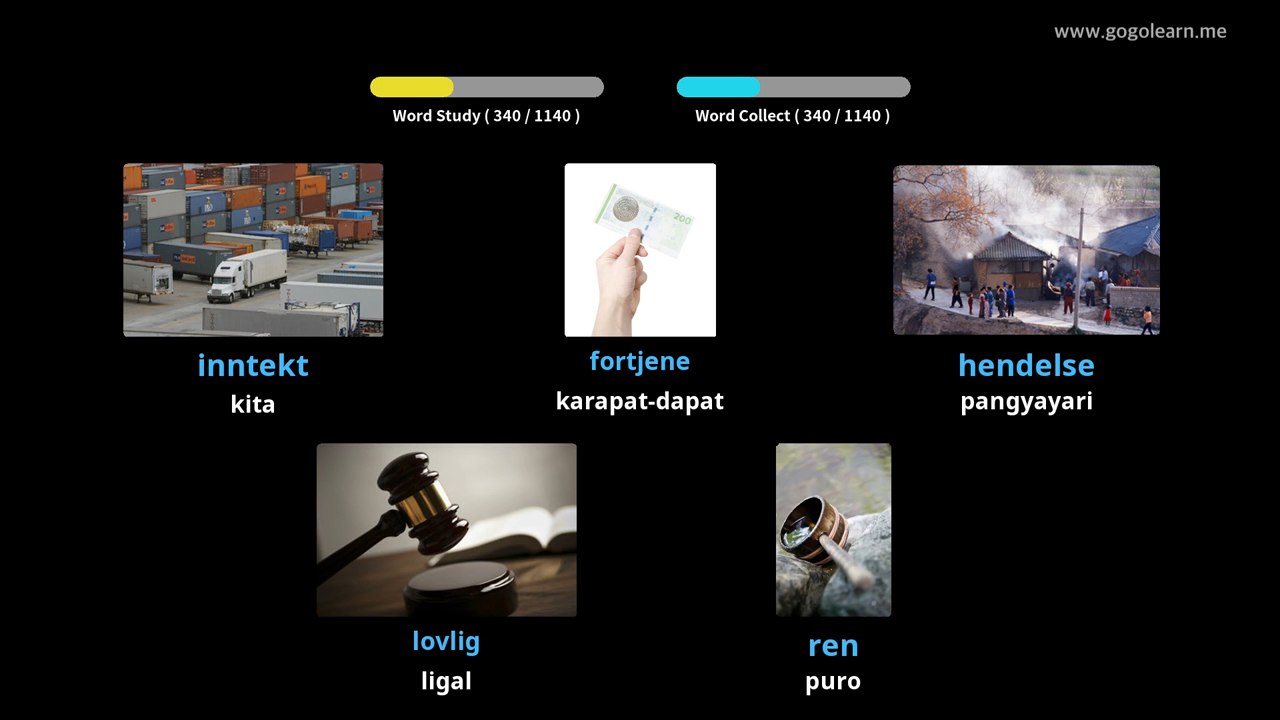 www.gogolearn.me
Word Study ( 340 / 1140 )
Word Collect ( 340 / 1140 )
inntekt
kita
fortjene
karapat-dapat
hendelse
pangyayari
200
lovlig
ligal
ren
puro